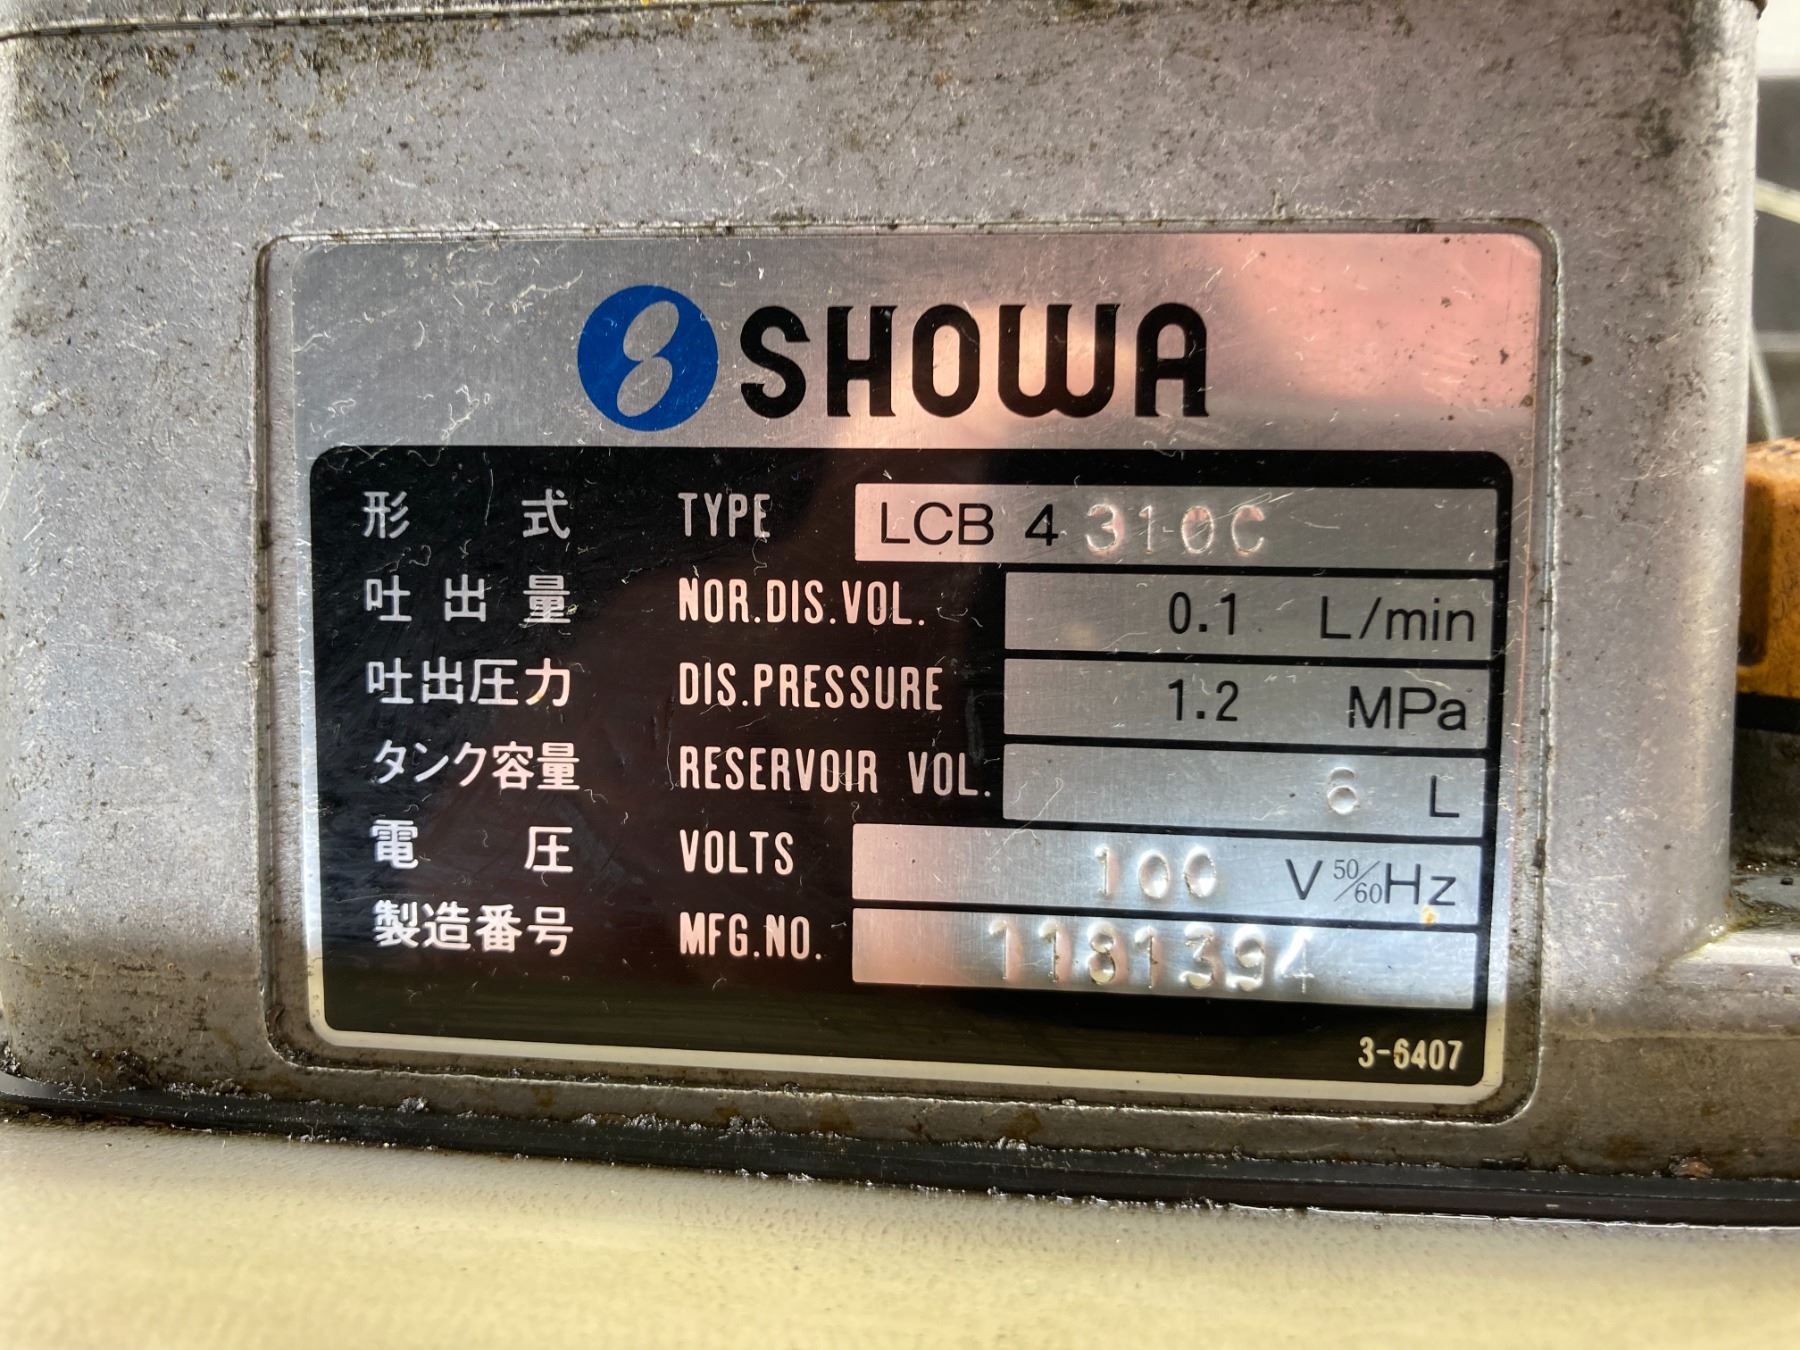 SHOWA
形式 TYPE LCB 4 310C
吐出量 NOR.DIS.VOL. 0.1 L/min
吐出圧力 DIS.PRESSURE 1.2 MPa
タンク容量 RESERVOIR VOL. 6 L
電圧 VOLTS 100 V 50/60Hz
製造番号 MFG.NO. 1181394
3-6407